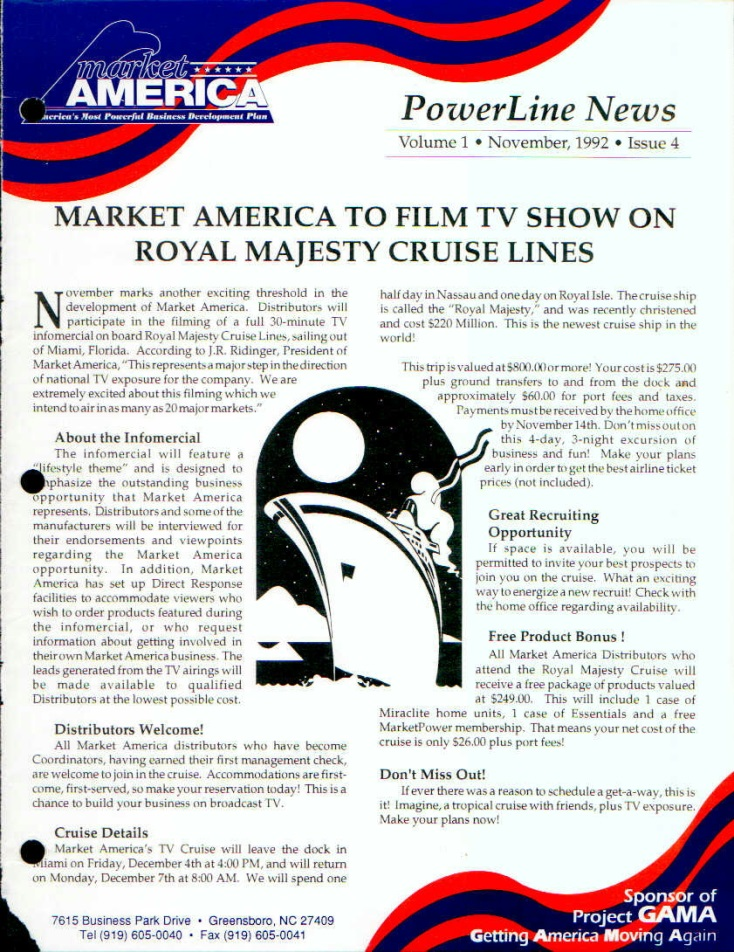 market
AMERICA
America's Most Powerful Business Development Plan
PowerLine News
Volume 1 • November, 1992 • Issue 4
MARKET AMERICA TO FILM TV SHOW ON
ROYAL MAJESTY CRUISE LINES
November marks another exciting threshold in the
development of Market America. Distributors will
participate in the filming of a full 30-minute TV
infomercial on board Royal Majesty Cruise Lines, sailing out
of Miami, Florida. According to J.R. Ridinger, President of
Market America, "This represents a major step in the direction
of national TV exposure for the company. We are
extremely excited about this filming which we
intend to air in as many as 20 major markets."
About the Infomercial
The infomercial will feature a
"lifestyle theme" and is designed to
emphasize the outstanding business
opportunity that Market America
represents. Distributors and some of the
manufacturers will be interviewed for
their endorsements and viewpoints
regarding the Market America
opportunity. In addition, Market
America has set up Direct Response
facilities to accommodate viewers who
wish to order products featured during
the infomercial, or who request
information about getting involved in
their own Market America business. The
leads generated from the TV airings will
be made available to qualified
Distributors at the lowest possible cost.
Distributors Welcome!
All Market America distributors who have become
Coordinators, having earned their first management check,
are welcome to join in the cruise. Accommodations are first-
come, first-served, so make your reservation today! This is a
chance to build your business on broadcast TV.
Cruise Details
Market America's TV Cruise will leave the dock in
Miami on Friday, December 4th at 4:00 PM, and will return
on Monday, December 7th at 8:00 AM. We will spend one
half day in Nassau and one day on Royal Isle. The cruise ship
is called the "Royal Majesty," and was recently christened
and cost $220 Million. This is the newest cruise ship in the
world!
This trip is valued at $800.00 or more! Your cost is $275.00
plus ground transfers to and from the dock and
approximately $60.00 for port fees and taxes.
Payments must be received by the home office
by November 14th. Don't miss out on
this 4-day, 3-night excursion of
business and fun! Make your plans
early in order to get the best airline ticket
prices (not included).
Great Recruiting
Opportunity
If space is available, you will be
permitted to invite your best prospects to
join you on the cruise. What an exciting
way to energize a new recruit! Check with
the home office regarding availability.
Free Product Bonus !
All Market America Distributors who
attend the Royal Majesty Cruise will
receive a free package of products valued
at $249.00. This will include 1 case of
Miraclite home units, 1 case of Essentials and a free
MarketPower membership. That means your net cost of the
cruise is only $26.00 plus port fees!
Don't Miss Out!
If ever there was a reason to schedule a get-a-way, this is
it! Imagine, a tropical cruise with friends, plus TV exposure.
Make your plans now!
7615 Business Park Drive • Greensboro, NC 27409
Tel (919) 605-0040 • Fax (919) 605-0041
Sponsor of
Project GAMA
Getting America Moving Again